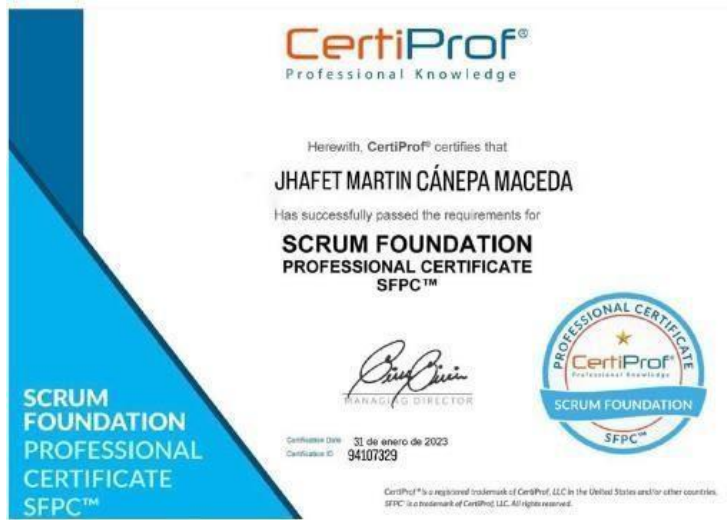 CertiProf®
Professional Knowledge
Herewith, CertiProf® certifies that
JHAFET MARTIN CÁNEPA MACEDA
Has successfully passed the requirements for
SCRUM FOUNDATION
PROFESSIONAL CERTIFICATE
SFPC™
MANAGING DIRECTOR
Certification Date 31 de enero de 2023
Certification ID 94107329
SCRUM
FOUNDATION
PROFESSIONAL
CERTIFICATE
SFPC™
PROFESSIONAL CERTIFICATE
CertiProf®
Professional Knowledge
SCRUM FOUNDATION
SFPC™
CertiProf® is a registered trademark of CertiProf, LLC in the United States and/or other countries.
SFPC™ is a trademark of CertiProf, LLC. All rights reserved.